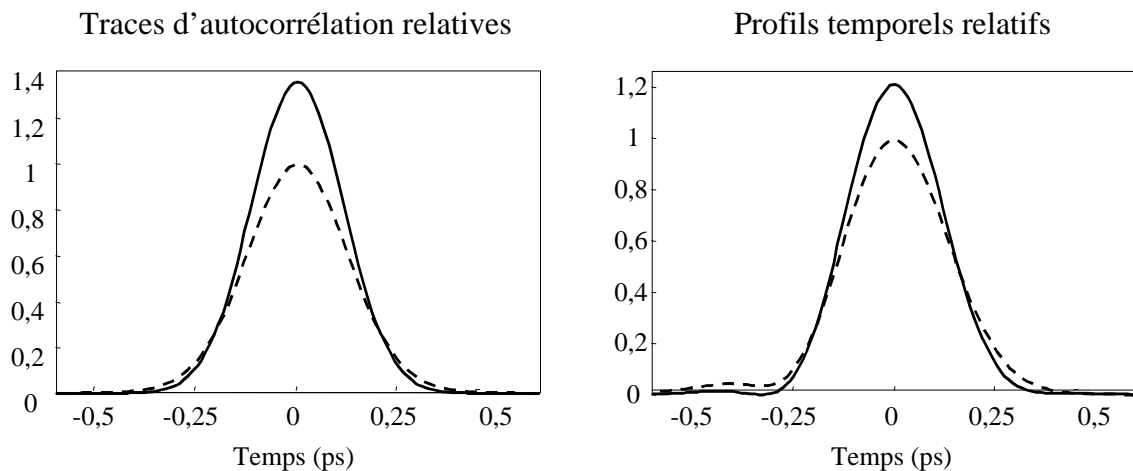 Traces d’autocorrélation relatives
1,4
1,2
1
0,8
0,6
0,4
0,2
0
-0,5 -0,25 0 0,25 0,5
Temps (ps)
Profils temporels relatifs
1,2
1
0,8
0,6
0,4
0,2
0
-0,5 -0,25 0 0,25 0,5
Temps (ps)